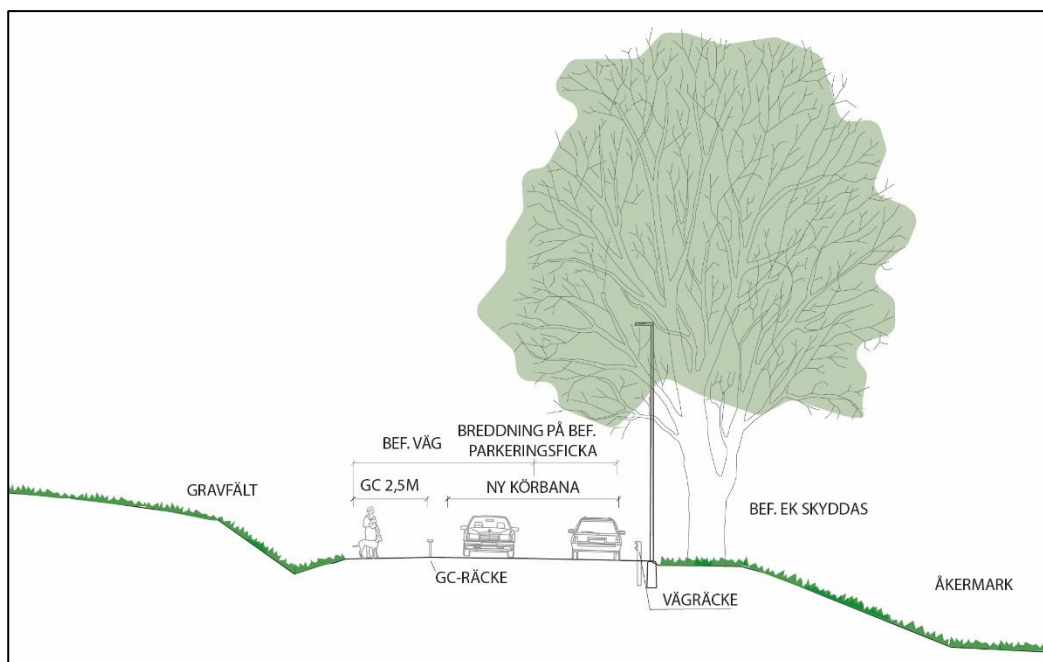 BREDDNING PÅ BEF.
PARKERINGSFICKA
BEF. VÄG
GC 2,5M
NY KÖRBANA
GRAVFÄLT
BEF. EK SKYDDAS
GC-RÄCKE
VÄGRÄCKE
ÅKERMARK